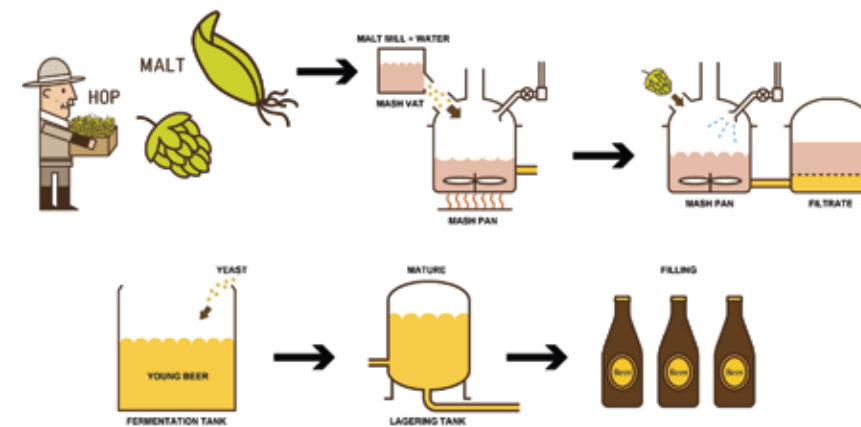 MALT
HOP
MALT MILL + WATER
MASH VAT
MASH PAN
MASH PAN
FILTRATE
YEAST
YOUNG BEER
FERMENTATION TANK
MATURE
LAGERING TANK
FILLING
Beer
Beer
Beer